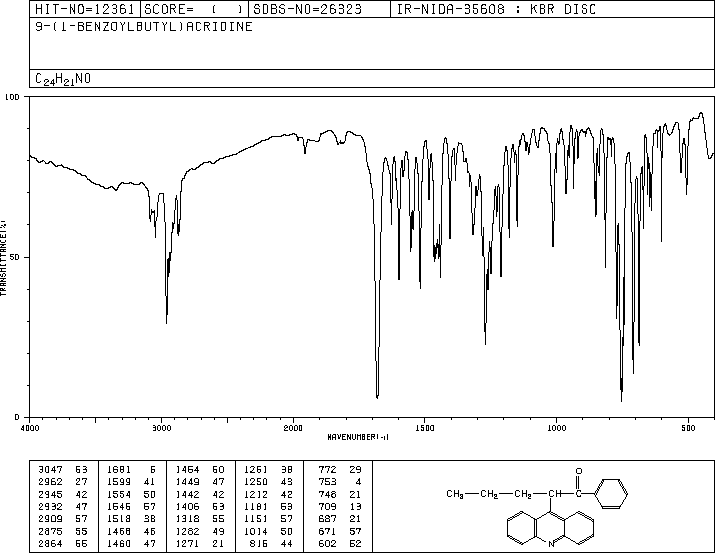 HIT-NO=12361 SCORE= ( ) SDBS-NO=26323 IR-NIDA-35608 : KBR DISC
9-(1-BENZOYLBUTYL)ACRIDINE
C24H21NO
100
50
0
TRANSMITTANCE(%)
4000 3000 2000 1500 1000 500
WAVENUMBER(-1)
3047 63 1681 6 1464 60 1261 38 772 29
2962 27 1599 41 1449 47 1250 43 753 4
2945 42 1554 50 1442 42 1212 42 748 21
2932 47 1546 57 1406 53 1181 53 709 13
2909 57 1518 38 1318 55 1151 57 687 21
2875 55 1468 46 1282 49 1014 50 671 57
2864 55 1460 47 1271 21 816 44 602 52
O
CH3 CH2 CH2 CH C
N